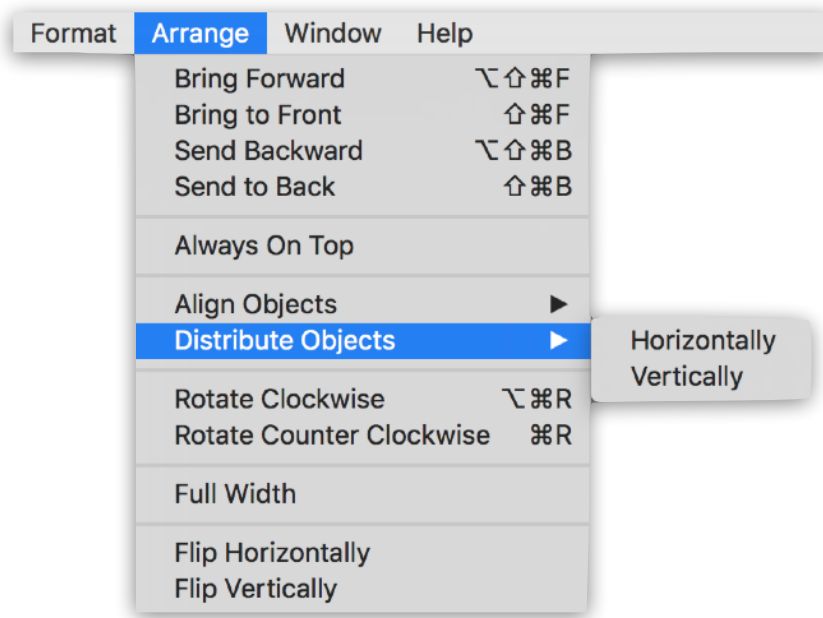 Format Arrange Window Help
Bring Forward ⌥⇧⌘F
Bring to Front ⇧⌘F
Send Backward ⌥⇧⌘B
Send to Back ⇧⌘B
Always On Top
Align Objects ▶
Distribute Objects ▶ Horizontally
Vertically
Rotate Clockwise ⌥⌘R
Rotate Counter Clockwise ⌘R
Full Width
Flip Horizontally
Flip Vertically